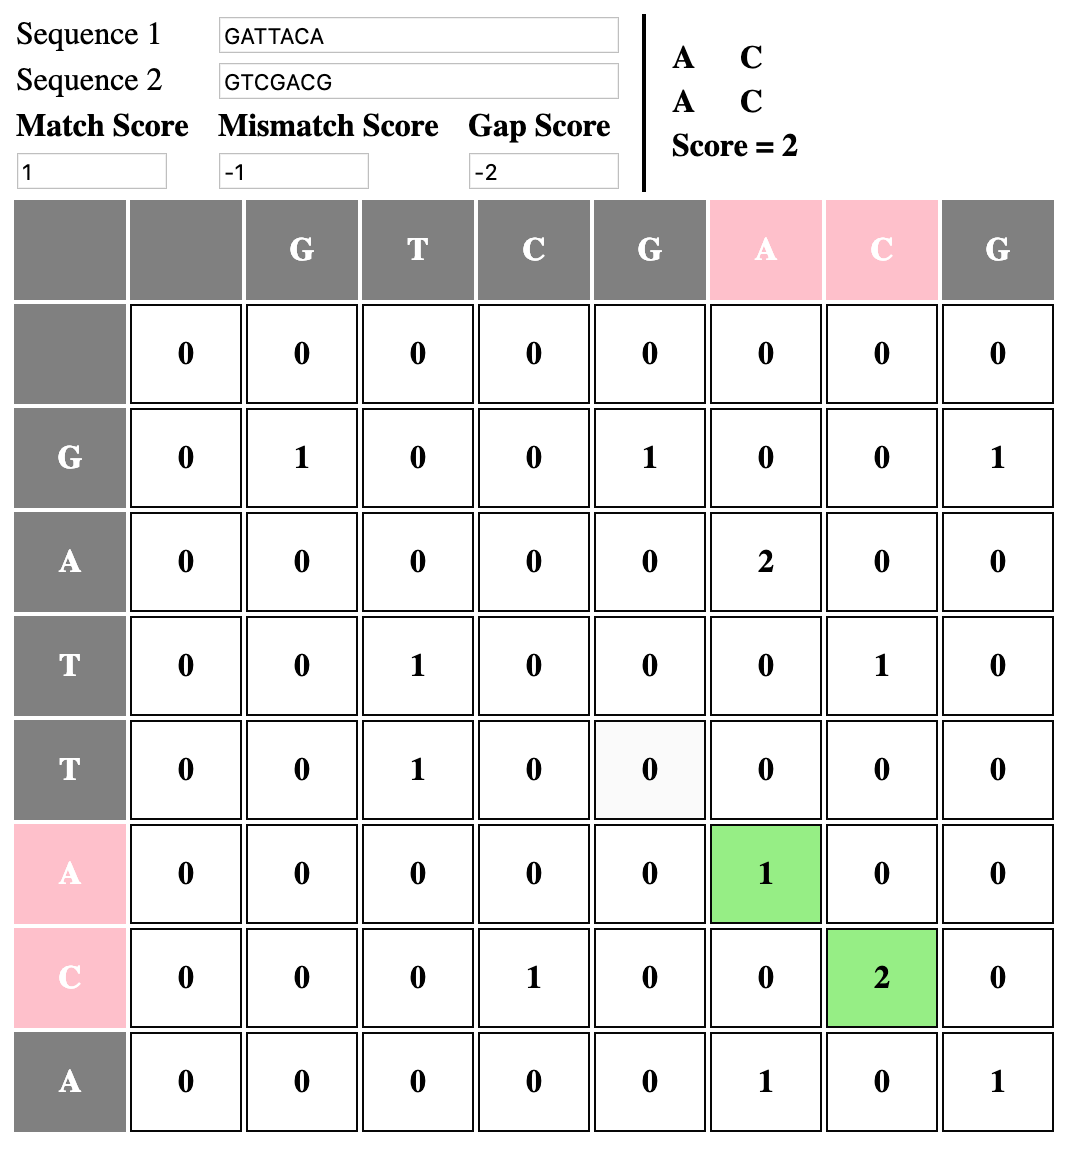 Sequence 1 GATTACA
Sequence 2 GTCGACG
Match Score Mismatch Score Gap Score
1 -1 -2
A C
A C
Score = 2
G T C G A C G
0 0 0 0 0 0 0 0
G 0 1 0 0 1 0 0 1
A 0 0 0 0 0 2 0 0
T 0 0 1 0 0 0 1 0
T 0 0 1 0 0 0 0 0
A 0 0 0 0 0 1 0 0
C 0 0 0 1 0 0 2 0
A 0 0 0 0 0 1 0 1